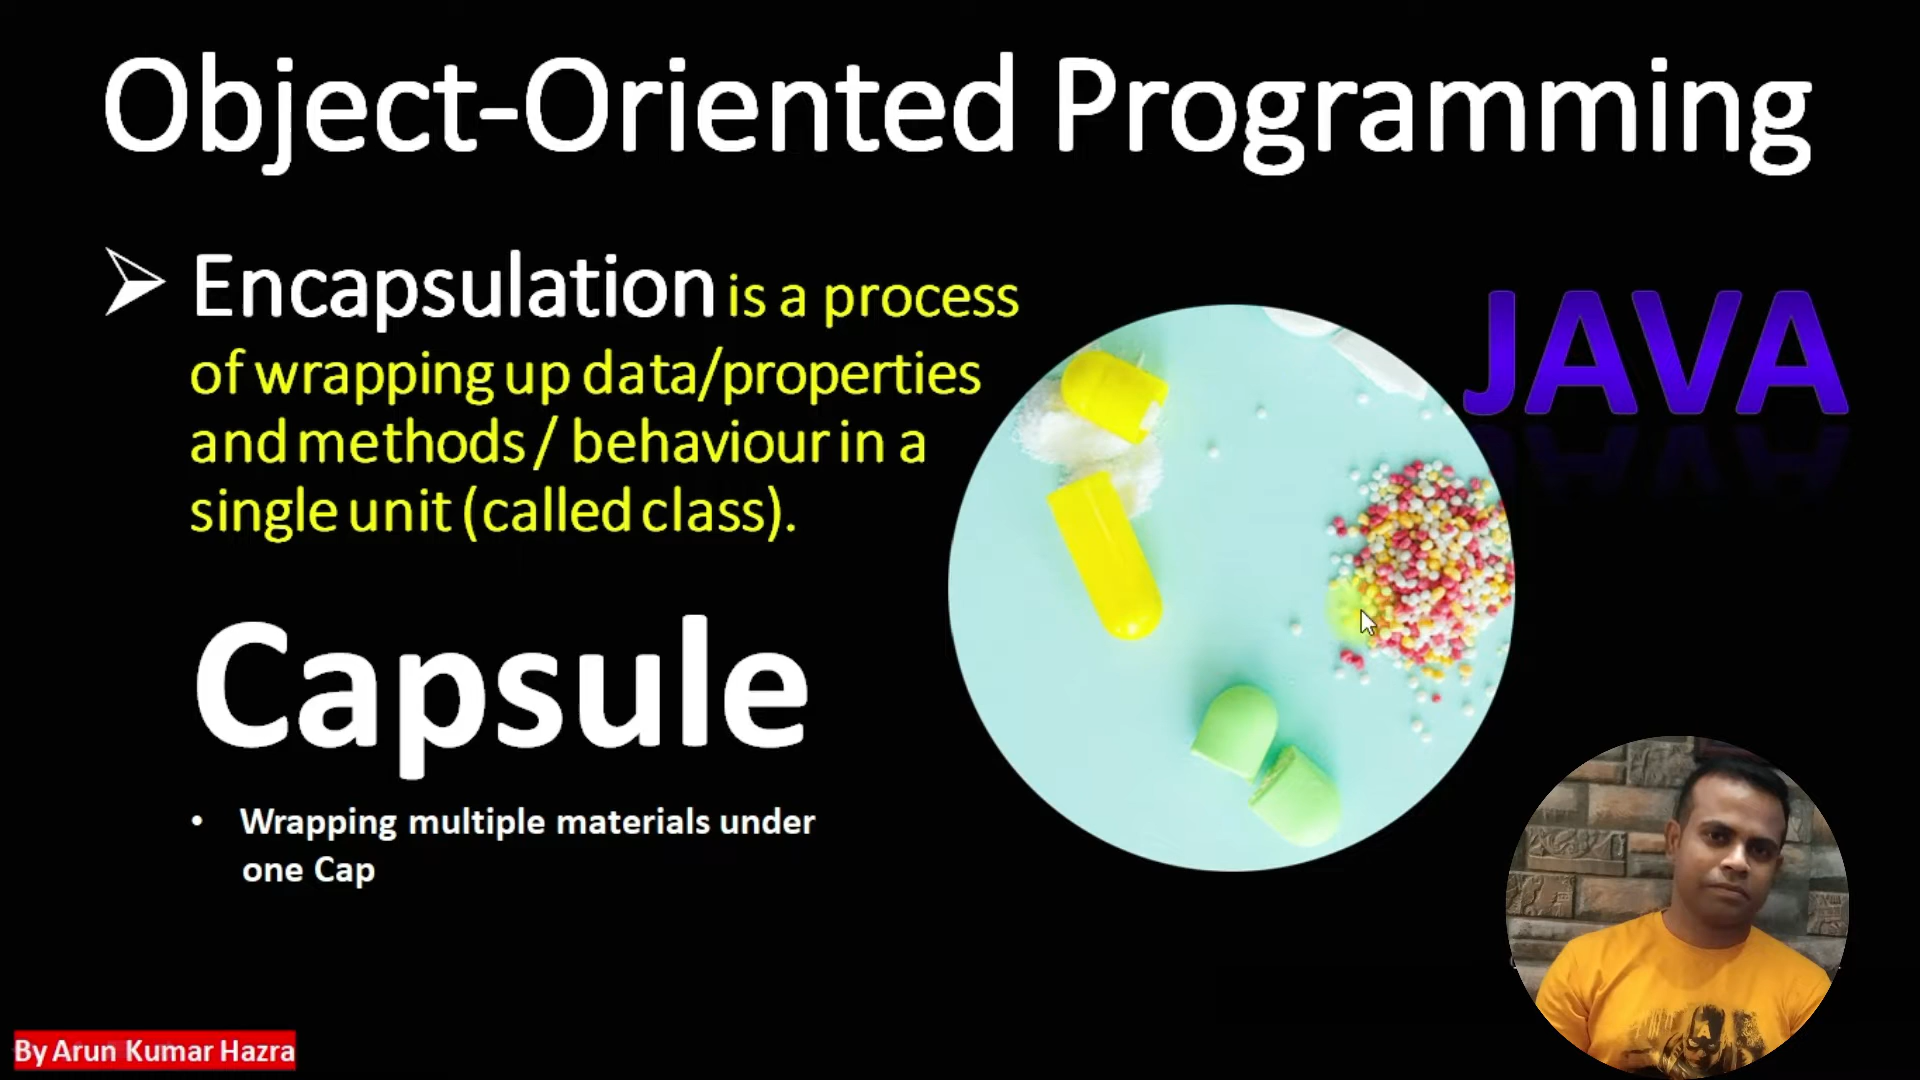 Object-Oriented Programming
Encapsulation is a process
of wrapping up data/properties
and methods / behaviour in a
single unit (called class).
JAVA
Capsule
• Wrapping multiple materials under
one Cap
By Arun Kumar Hazra